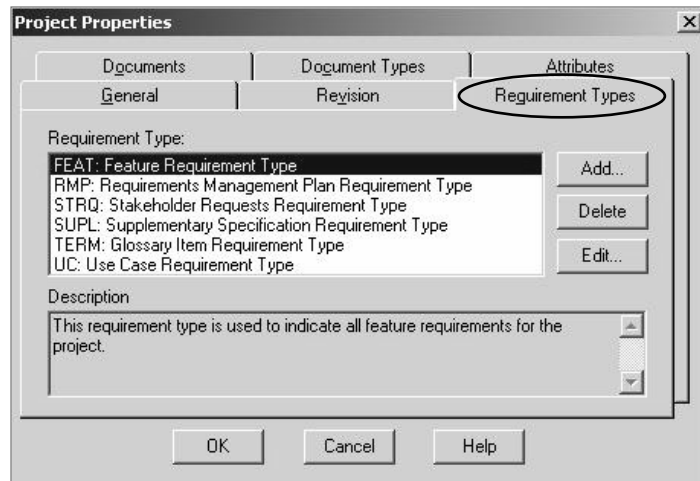 Project Properties
Documents
Document Types
Attributes
General
Revision
Requirement Types
Requirement Type:
FEAT: Feature Requirement Type
RMP: Requirements Management Plan Requirement Type
STRQ: Stakeholder Requests Requirement Type
SUPL: Supplementary Specification Requirement Type
TERM: Glossary Item Requirement Type
UC: Use Case Requirement Type
Add...
Delete
Edit...
Description
This requirement type is used to indicate all feature requirements for the
project.
OK
Cancel
Help